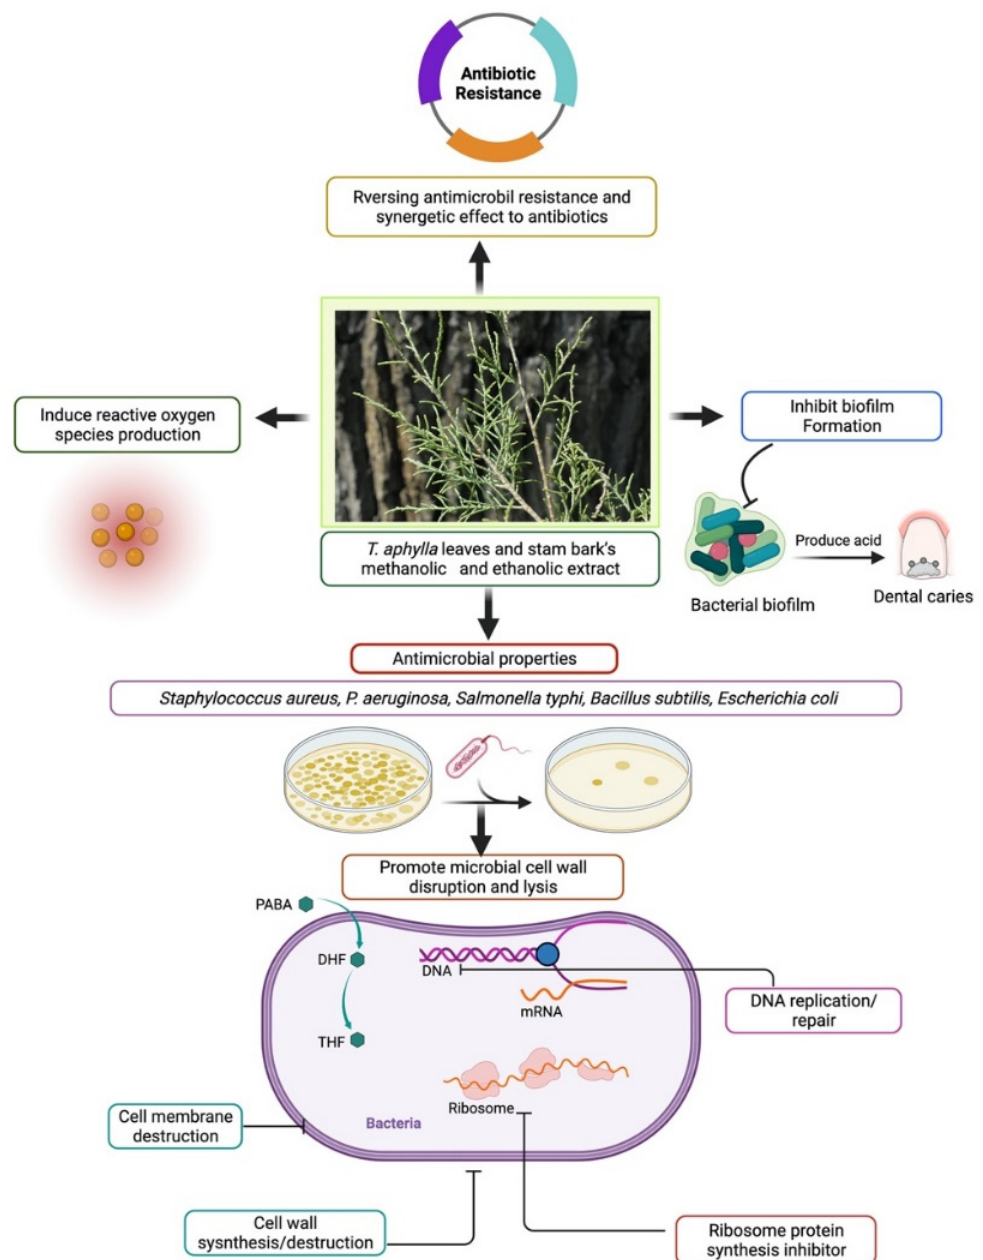 Antibiotic
Resistance
Rversing antimicrobil resistance and
synergetic effect to antibiotics
Induce reactive oxygen
species production
Inhibit biofilm
Formation
Produce acid
Bacterial biofilm
Dental caries
T. aphylla leaves and stam bark's
methanolic and ethanolic extract
Antimicrobial properties
Staphylococcus aureus, P. aeruginosa, Salmonella typhi, Bacillus subtilis, Escherichia coli
Promote microbial cell wall
disruption and lysis
PABA
DHF
THF
DNA
mRNA
DNA replication/
repair
Ribosome
Bacteria
Cell membrane
destruction
Cell wall
sysnthesis/destruction
Ribosome protein
synthesis inhibitor